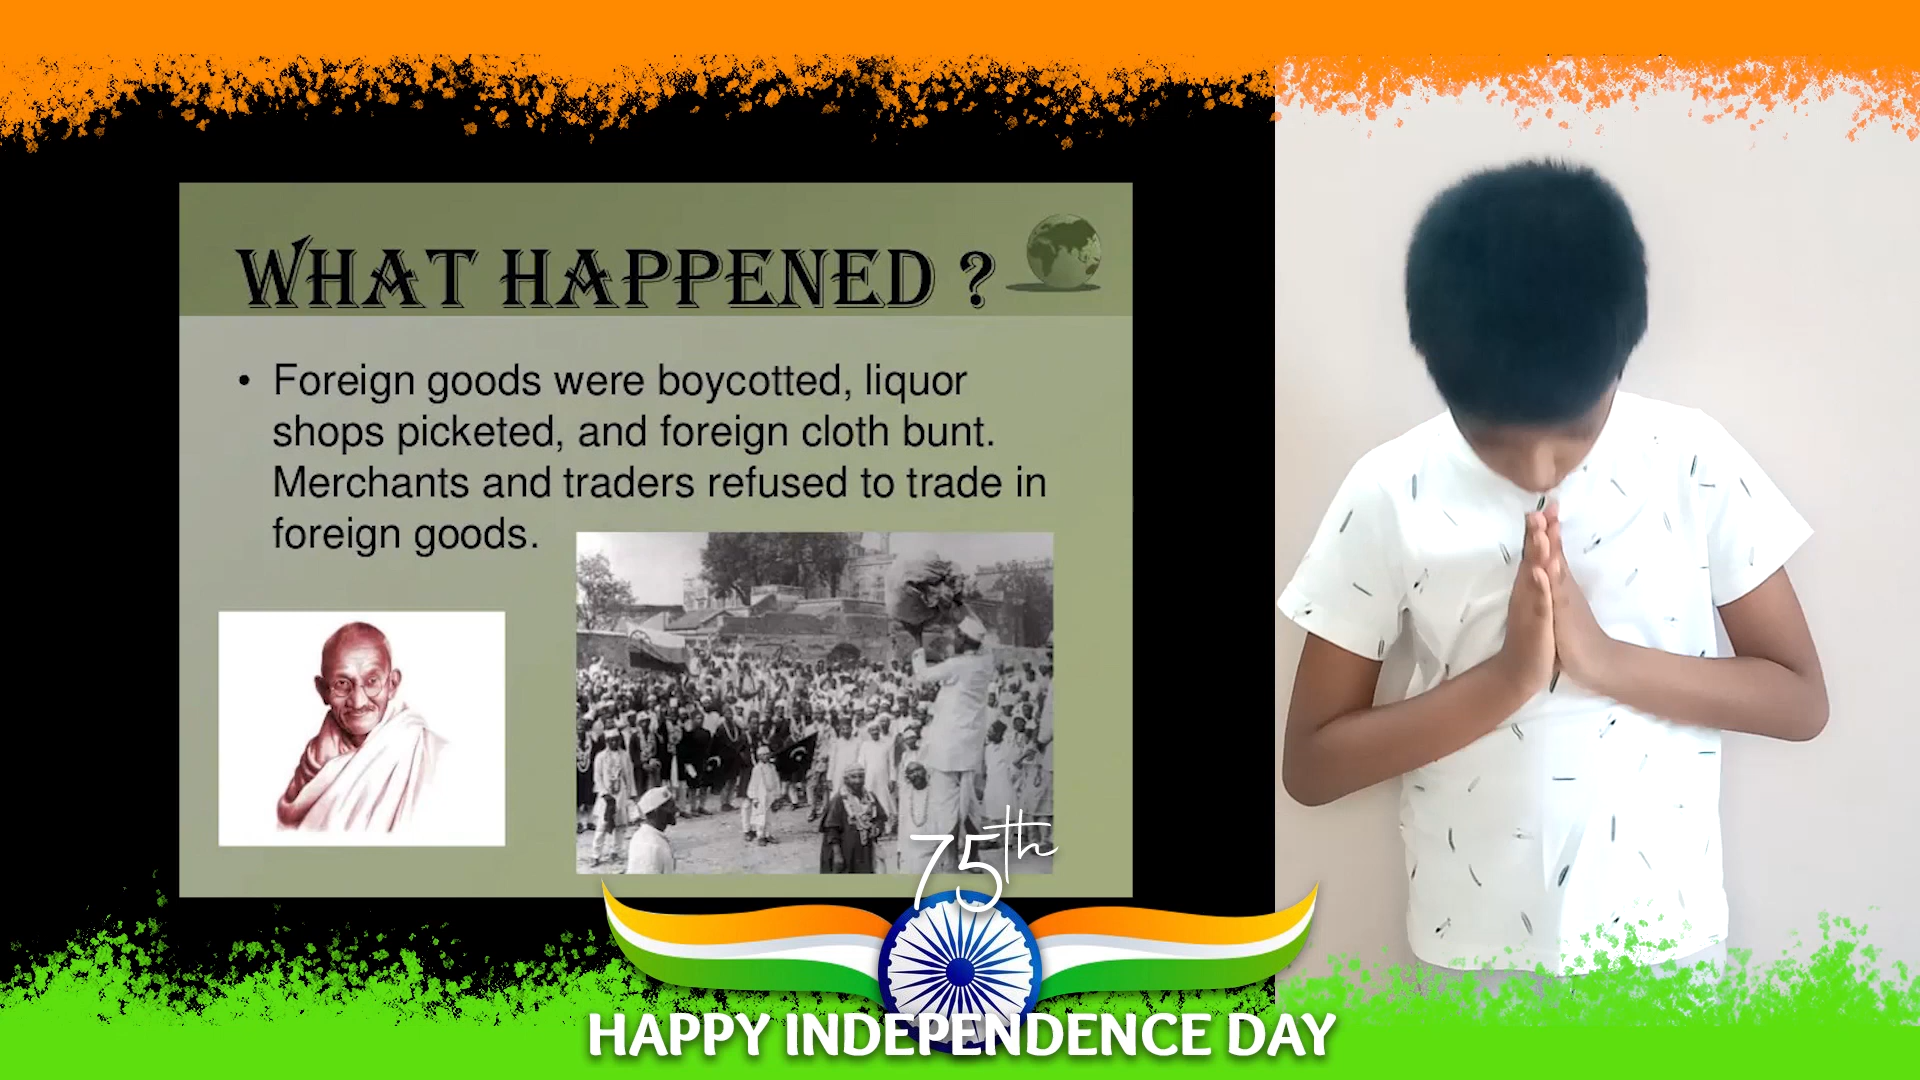 WHAT HAPPENED ?
• Foreign goods were boycotted, liquor
shops picketed, and foreign cloth bunt.
Merchants and traders refused to trade in
foreign goods.
75th
HAPPY INDEPENDENCE DAY